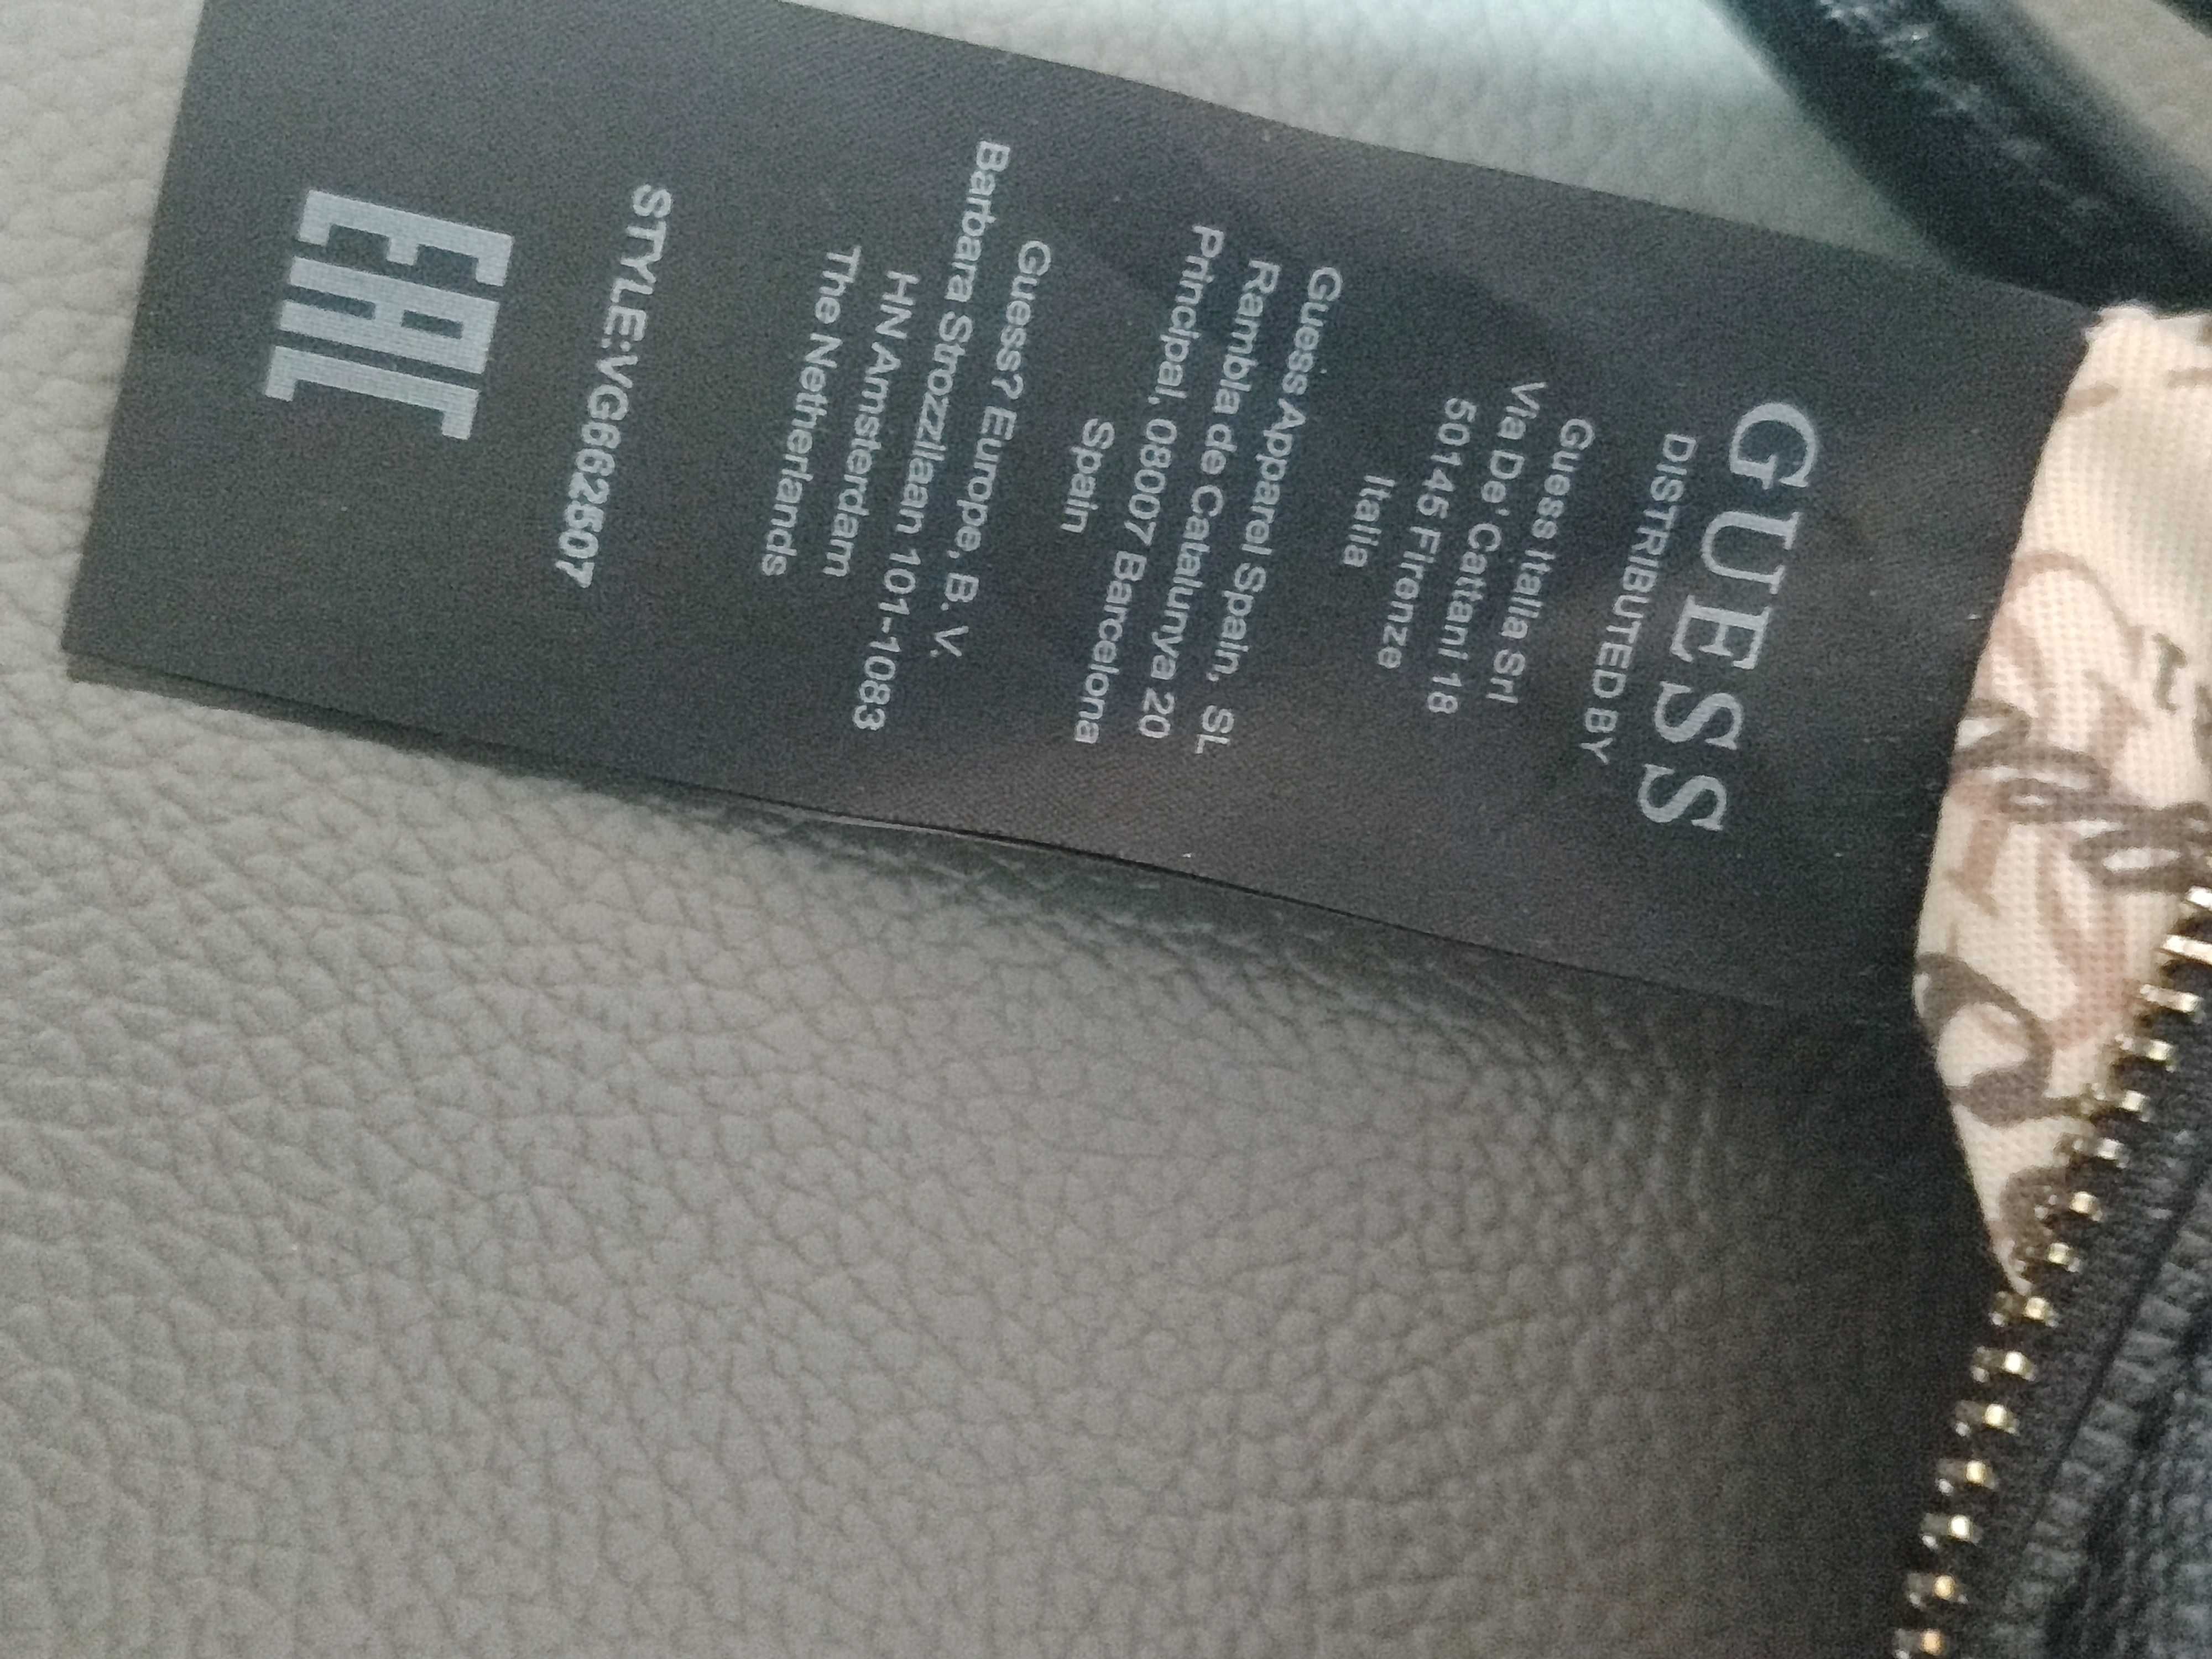 GUESS
DISTRIBUTED BY
Guess Italia Srl
Via De' Cattani 18
50145 Firenze
Italia
Guess Apparel Spain, SL
Rambla de Catalunya 20
Principal, 08007 Barcelona
Spain
Guess? Europe, B.V.
Barbara Strozzilaan 101-1083
HN Amsterdam
The Netherlands
STYLE:VG662507
EAC